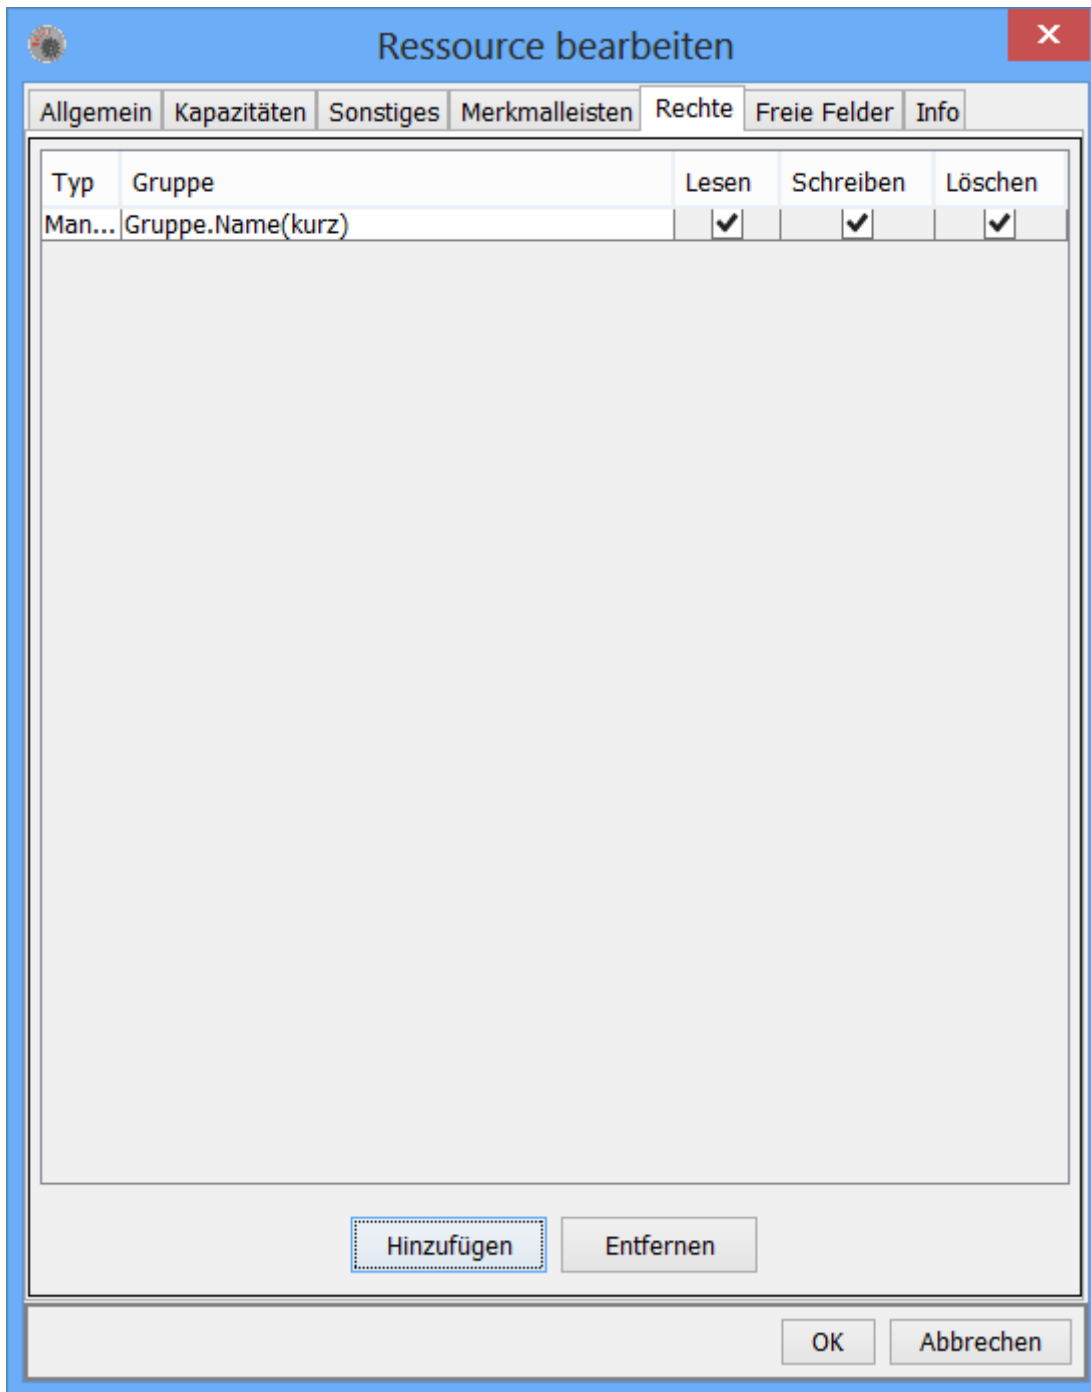 Ressource bearbeiten
Allgemein Kapazitäten Sonstiges Merkmalleisten Rechte Freie Felder Info
Typ Gruppe Lesen Schreiben Löschen
Man... Gruppe.Name(kurz)
Hinzufügen Entfernen
OK Abbrechen